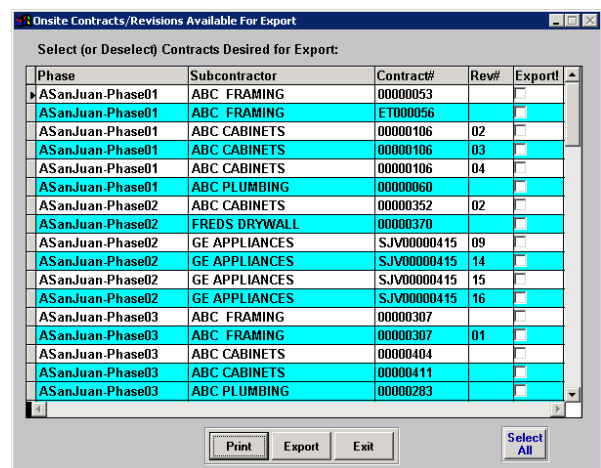 Onsite Contracts/Revisions Available For Export
Select (or Deselect) Contracts Desired for Export:
Phase Subcontractor Contract# Rev# Export!
ASanJuan-Phase01 ABC  FRAMING 00000053
ASanJuan-Phase01 ABC  FRAMING ET000056
ASanJuan-Phase01 ABC CABINETS 00000106 02
ASanJuan-Phase01 ABC CABINETS 00000106 03
ASanJuan-Phase01 ABC CABINETS 00000106 04
ASanJuan-Phase01 ABC PLUMBING 00000060
ASanJuan-Phase02 ABC CABINETS 00000352 02
ASanJuan-Phase02 FREDS DRYWALL 00000370
ASanJuan-Phase02 GE APPLIANCES SJV00000415 09
ASanJuan-Phase02 GE APPLIANCES SJV00000415 14
ASanJuan-Phase02 GE APPLIANCES SJV00000415 15
ASanJuan-Phase02 GE APPLIANCES SJV00000415 16
ASanJuan-Phase03 ABC  FRAMING 00000307
ASanJuan-Phase03 ABC  FRAMING 00000307 01
ASanJuan-Phase03 ABC CABINETS 00000404
ASanJuan-Phase03 ABC CABINETS 00000411
ASanJuan-Phase03 ABC PLUMBING 00000283
Print Export Exit
Select
All